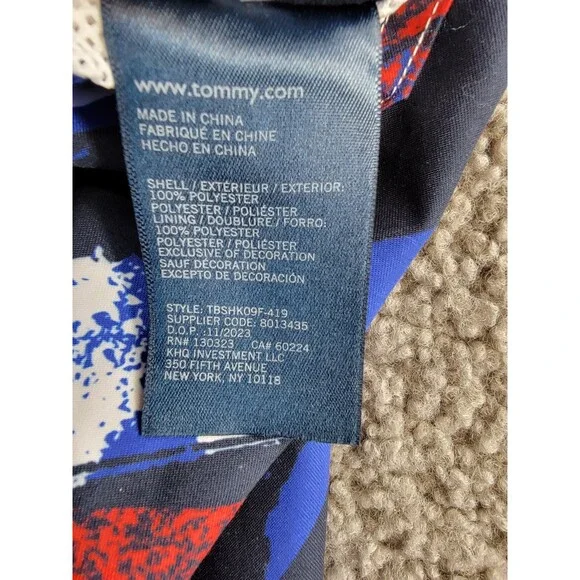 www.tommy.com
MADE IN CHINA
FABRIQUÉ EN CHINE
HECHO EN CHINA
SHELL / EXTÉRIEUR / EXTERIOR:
100% POLYESTER
POLYESTER / POLIÉSTER
LINING / DOUBLURE / FORRO:
100% POLYESTER
POLYESTER / POLIÉSTER
EXCLUSIVE OF DECORATION
SAUF DÉCORATION
EXCEPTO DE DECORACIÓN
STYLE: TBSHK09F-419
SUPPLIER CODE: 8013435
D.O.P. :11/2023
RN# 130323 CA# 60224
KHQ INVESTMENT LLC
350 FIFTH AVENUE
NEW YORK, NY 10118